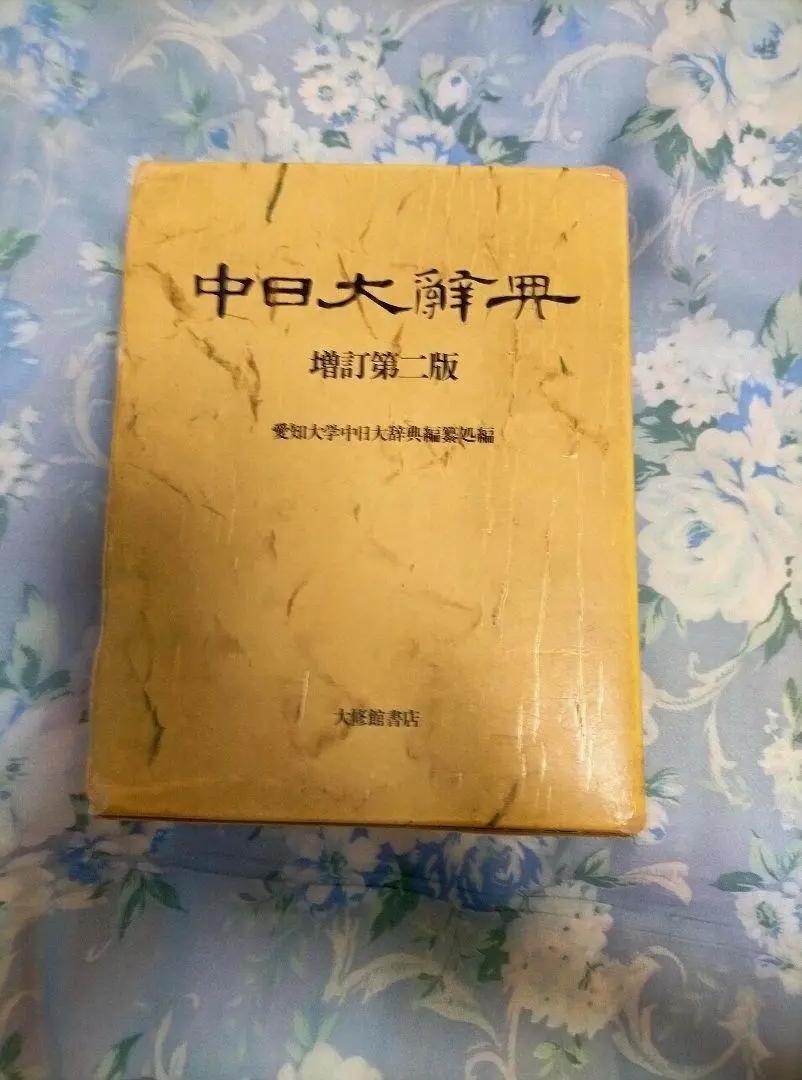 中日大辭典
増訂第二版
愛知大学中日大辞典編纂処編
大修館書店